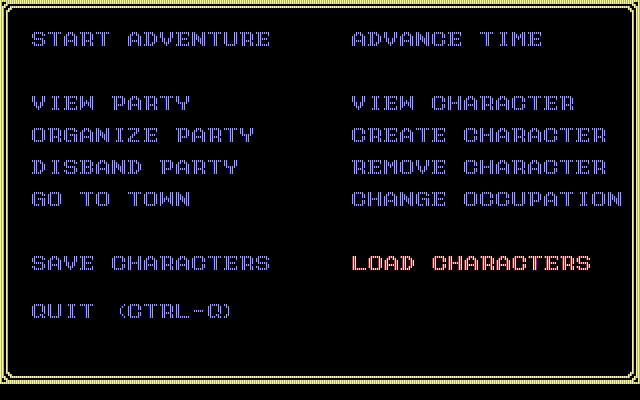 START ADVENTURE ADVANCE TIME
VIEW PARTY VIEW CHARACTER
ORGANIZE PARTY CREATE CHARACTER
DISBAND PARTY REMOVE CHARACTER
GO TO TOWN CHANGE OCCUPATION
SAVE CHARACTERS LOAD CHARACTERS
QUIT (CTRL-Q)